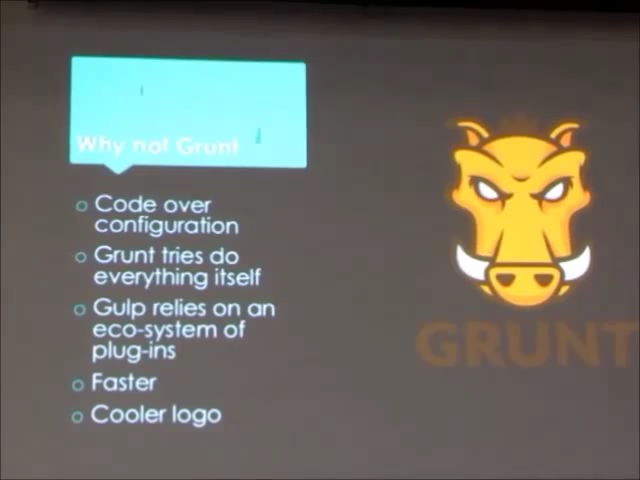 Why not Grunt
Code over
configuration
Grunt tries do
everything itself
Gulp relies on an
eco-system of
plug-ins
Faster
Cooler logo
GRUNT